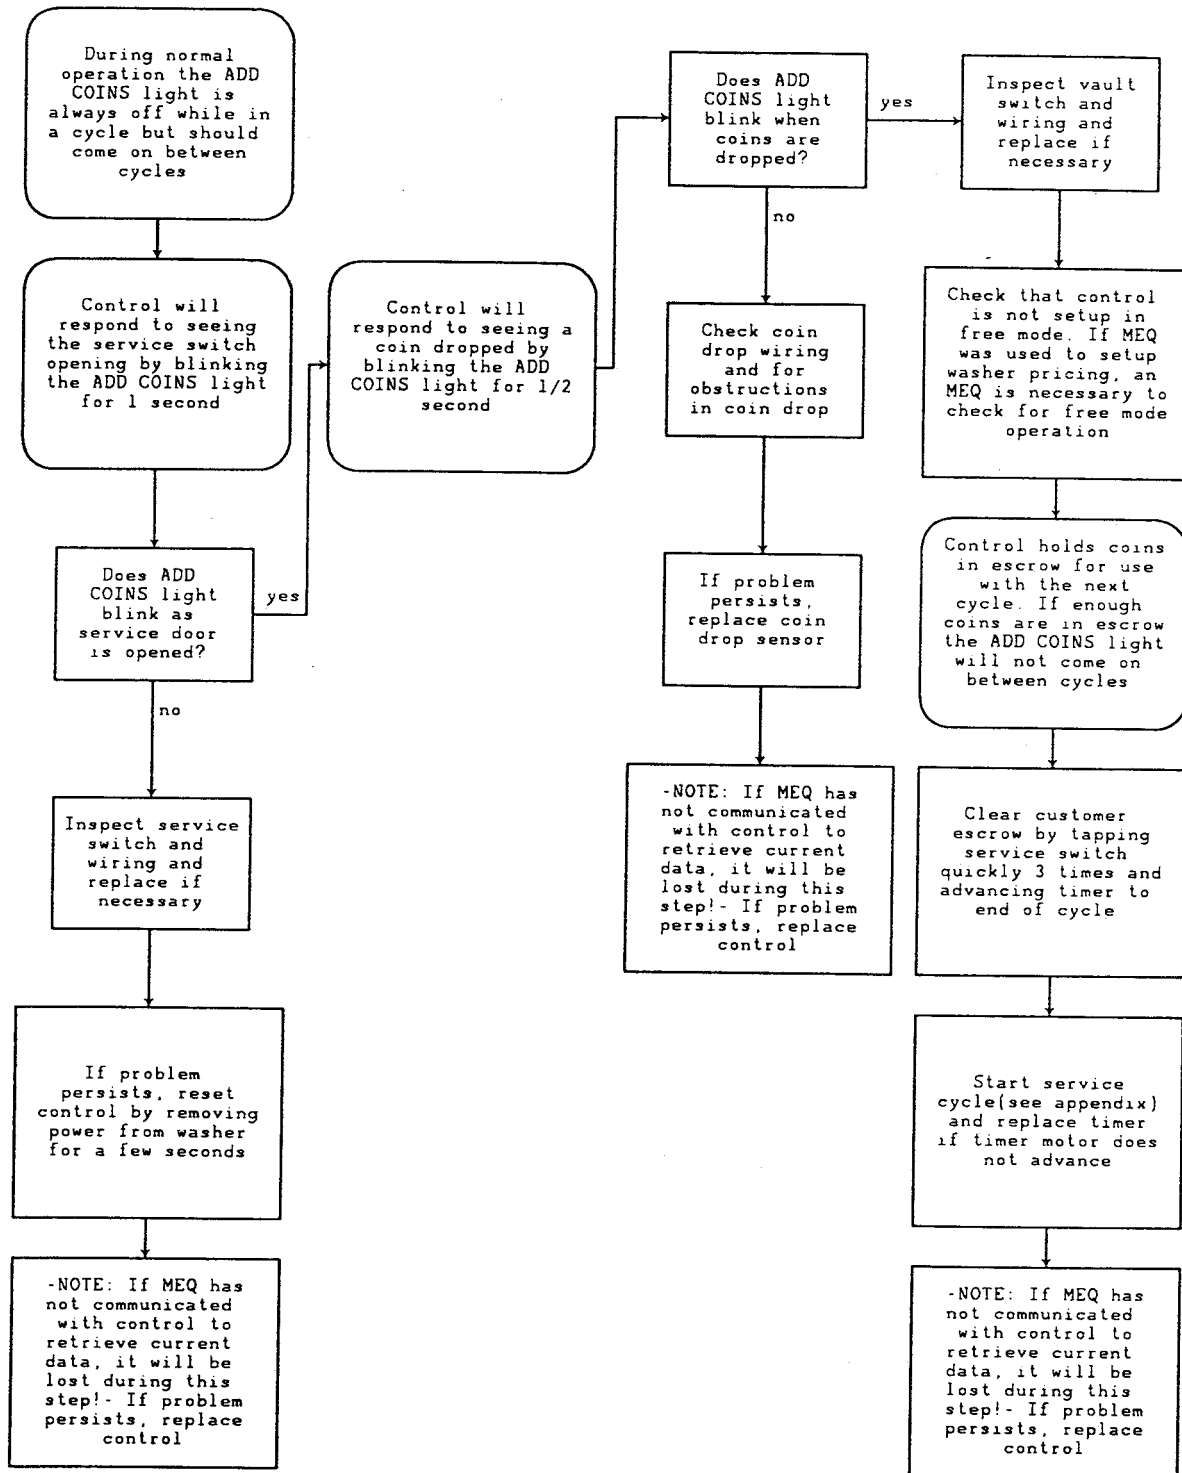 During normal
operation the ADD
COINS light is
always off while in
a cycle but should
come on between
cycles
Control will
respond to seeing
the service switch
opening by blinking
the ADD COINS light
for 1 second
Does ADD
COINS light
blink as
service door
is opened?
yes
no
Inspect service
switch and
wiring and
replace if
necessary
If problem
persists, reset
control by removing
power from washer
for a few seconds
-NOTE: If MEQ has
not communicated
with control to
retrieve current
data, it will be
lost during this
step!- If problem
persists, replace
control
Control will
respond to seeing a
coin dropped by
blinking the ADD
COINS light for 1/2
second
Does ADD
COINS light
blink when
coins are
dropped?
yes
no
Check coin
drop wiring
and for
obstructions
in coin drop
If problem
persists,
replace coin
drop sensor
-NOTE: If MEQ has
not communicated
with control to
retrieve current
data, it will be
lost during this
step!- If problem
persists, replace
control
Inspect vault
switch and
wiring and
replace if
necessary
Check that control
is not setup in
free mode. If MEQ
was used to setup
washer pricing, an
MEQ is necessary to
check for free mode
operation
Control holds coins
in escrow for use
with the next
cycle. If enough
coins are in escrow
the ADD COINS light
will not come on
between cycles
Clear customer
escrow by tapping
service switch
quickly 3 times and
advancing timer to
end of cycle
Start service
cycle(see appendix)
and replace timer
if timer motor does
not advance
-NOTE: If MEQ has
not communicated
with control to
retrieve current
data, it will be
lost during this
step!- If problem
persists, replace
control